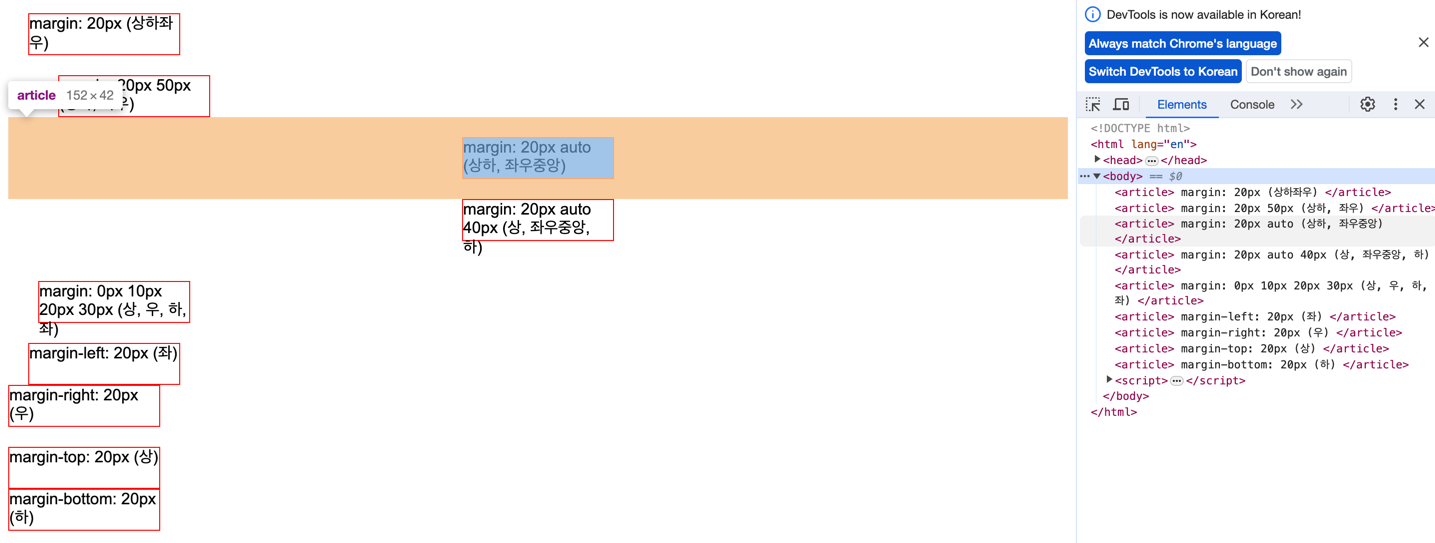 margin: 20px (상하좌
우)
20px 50px
article 152 × 42
margin: 20px auto
(상하, 좌우중앙)
margin: 20px auto
40px (상, 좌우중앙,
하)
margin: 0px 10px
20px 30px (상, 우, 하,
좌)
margin-left: 20px (좌)
margin-right: 20px
(우)
margin-top: 20px (상)
margin-bottom: 20px
(하)
DevTools is now available in Korean!
Always match Chrome's language
Switch DevTools to Korean Don't show again
Elements Console
<!DOCTYPE html>
<html lang="en">
<head> </head>
<body> == $0
<article> margin: 20px (상하좌우) </article>
<article> margin: 20px 50px (상하, 좌우) </article>
<article> margin: 20px auto (상하, 좌우중앙)
</article>
<article> margin: 20px auto 40px (상, 좌우중앙, 하)
</article>
<article> margin: 0px 10px 20px 30px (상, 우, 하,
좌) </article>
<article> margin-left: 20px (좌) </article>
<article> margin-right: 20px (우) </article>
<article> margin-top: 20px (상) </article>
<article> margin-bottom: 20px (하) </article>
<script> </script>
</body>
</html>